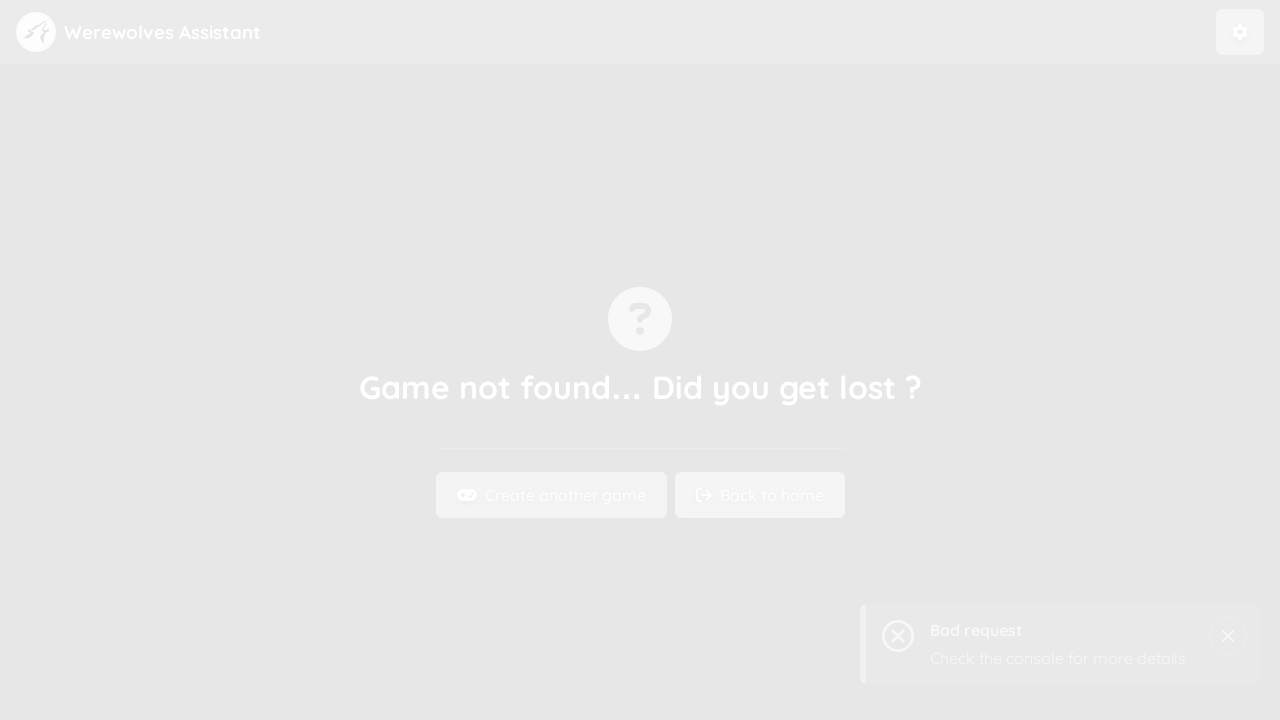 Werewolves Assistant
Game not found... Did you get lost ?
Create another game
Back to home
Bad request
Check the console for more details